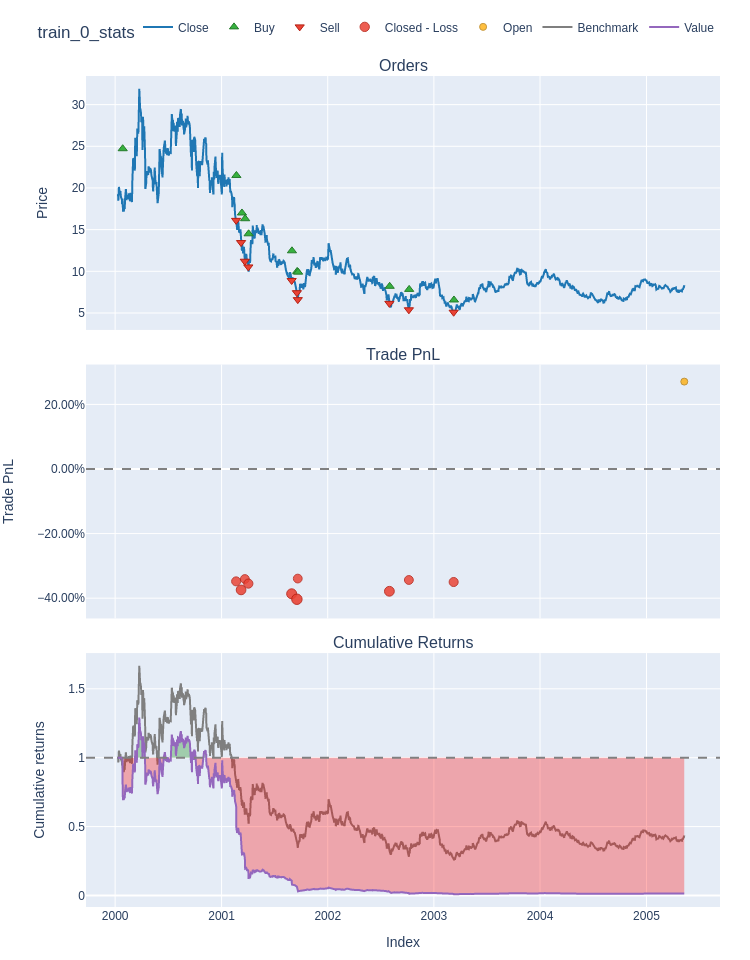 train_0_stats
Close
Buy
Sell
Closed - Loss
Open
Benchmark
Value
Orders
Price
30
25
20
15
10
5
Trade PnL
Trade PnL
20.00%
0.00%
−20.00%
−40.00%
Cumulative Returns
Cumulative returns
1.5
1
0.5
0
2000
2001
2002
2003
2004
2005
Index